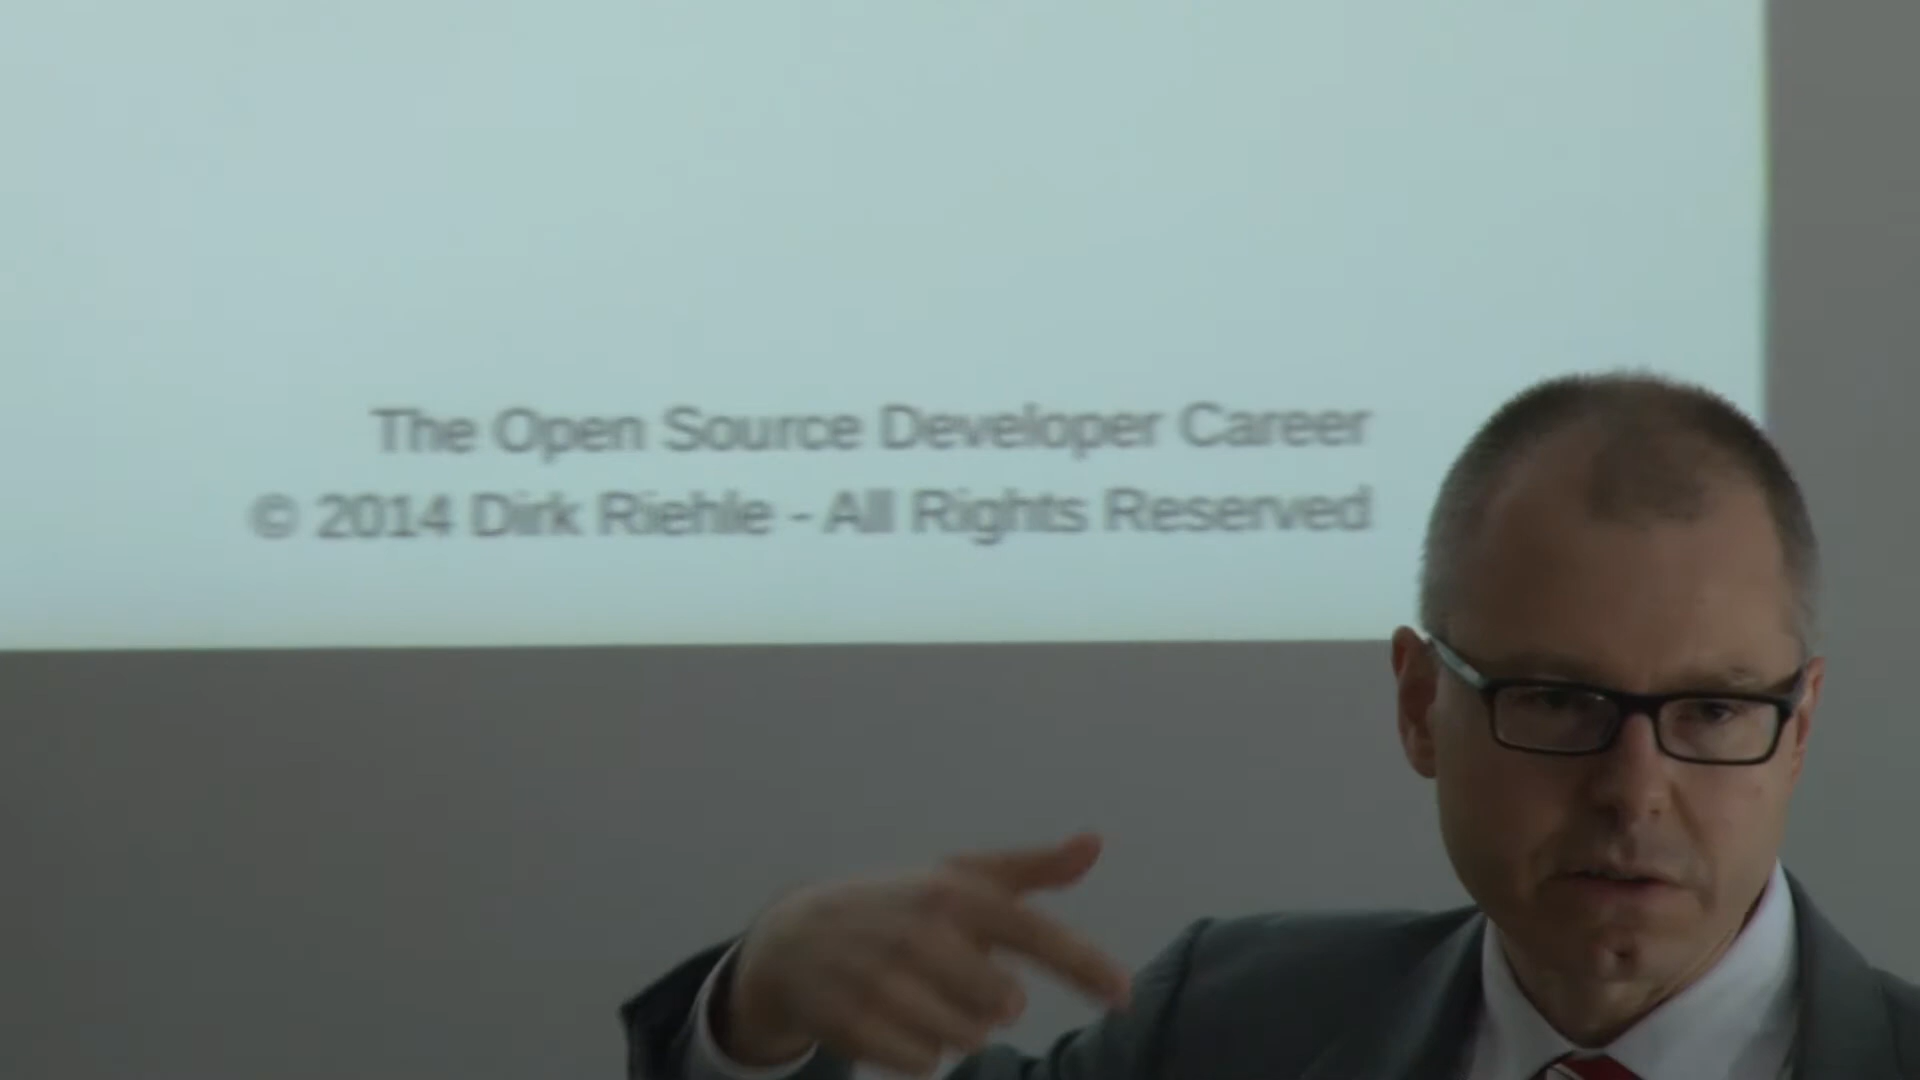 The Open Source Developer Career
© 2014 Dirk Riehle - All Rights Reserved